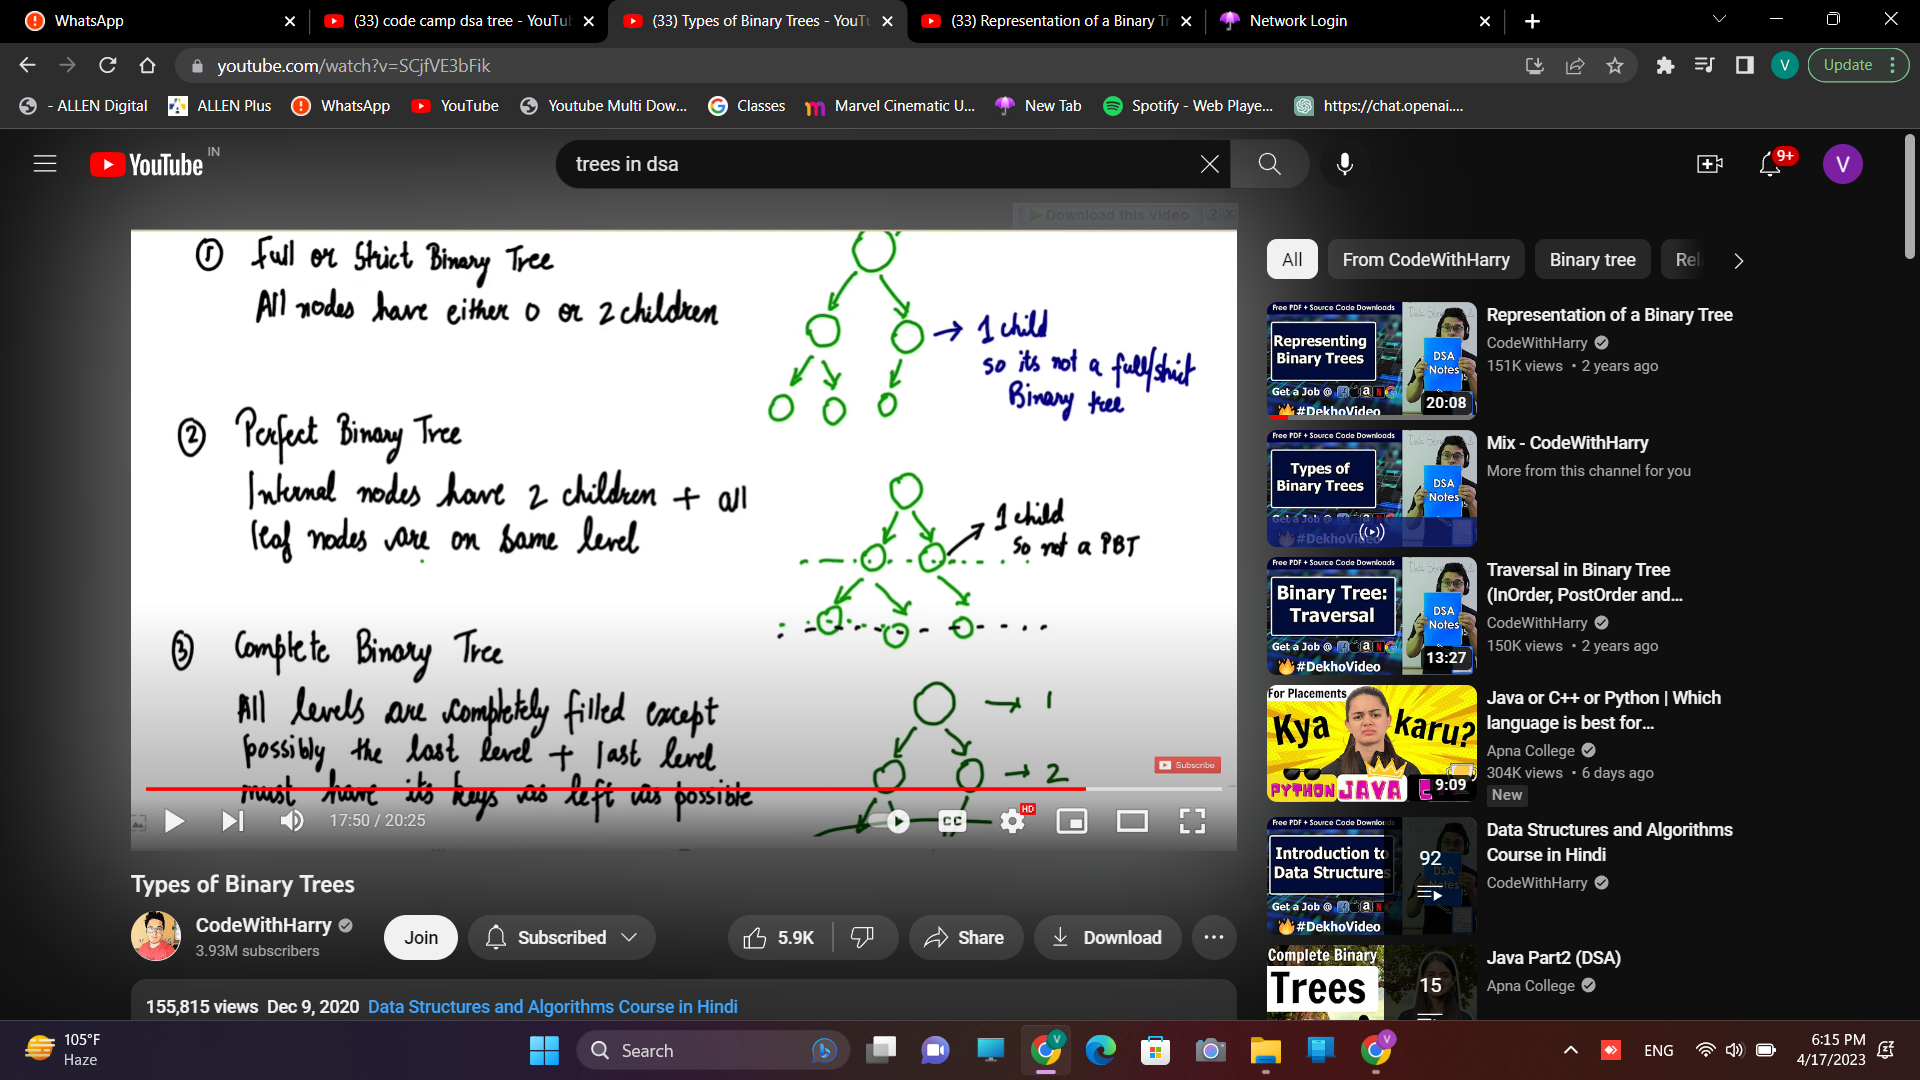 WhatsApp
(33) code camp dsa tree - YouTu
(33) Types of Binary Trees - YouT
(33) Representation of a Binary Tr
Network Login
youtube.com/watch?v=SCjfVE3bFik
V
Update
- ALLEN Digital
ALLEN Plus
WhatsApp
YouTube
Youtube Multi Dow...
Classes
Marvel Cinematic U...
New Tab
Spotify - Web Playe...
https://chat.openai....
YouTube IN
trees in dsa
9+
V
Download this video ? X
① Full or Strict Binary Tree
All nodes have either 0 or 2 children
→ 1 child
so its not a full/strict
Binary tree
② Perfect Binary Tree
Internal nodes have 2 children + all
leaf nodes are on same level
1 child
so not a PBT
③ Complete Binary Tree
All levels are completely filled except
possibly the last level + last level
must have its keys as left as possible
→ 1
→ 2
Subscribe
17:50 / 20:25
CC
HD
Types of Binary Trees
CodeWithHarry
3.93M subscribers
Join
Subscribed
5.9K
Share
Download
155,815 views Dec 9, 2020 Data Structures and Algorithms Course in Hindi
All
From CodeWithHarry
Binary tree
Rel
Free PDF + Source Code Downloads
Representing
Binary Trees
DSA
Notes
Get a Job @
#DekhoVideo
20:08
Representation of a Binary Tree
CodeWithHarry
151K views • 2 years ago
Free PDF + Source Code Downloads
Types of
Binary Trees
DSA
Notes
Get a Job @
#DekhoVideo
Mix - CodeWithHarry
More from this channel for you
Free PDF + Source Code Downloads
Binary Tree:
Traversal
DSA
Notes
Get a Job @
#DekhoVideo
13:27
Traversal in Binary Tree
(InOrder, PostOrder and...
CodeWithHarry
150K views • 2 years ago
For Placements
Kya karu?
PYTHON JAVA
9:09
Java or C++ or Python | Which
language is best for...
Apna College
304K views • 6 days ago
New
Free PDF + Source Code Downloads
Introduction to
Data Structures
DSA
Notes
Get a Job @
#DekhoVideo
92
Data Structures and Algorithms
Course in Hindi
CodeWithHarry
Complete Binary
Trees
15
Java Part2 (DSA)
Apna College
105°F
Haze
Search
V
V
ENG
6:15 PM
4/17/2023